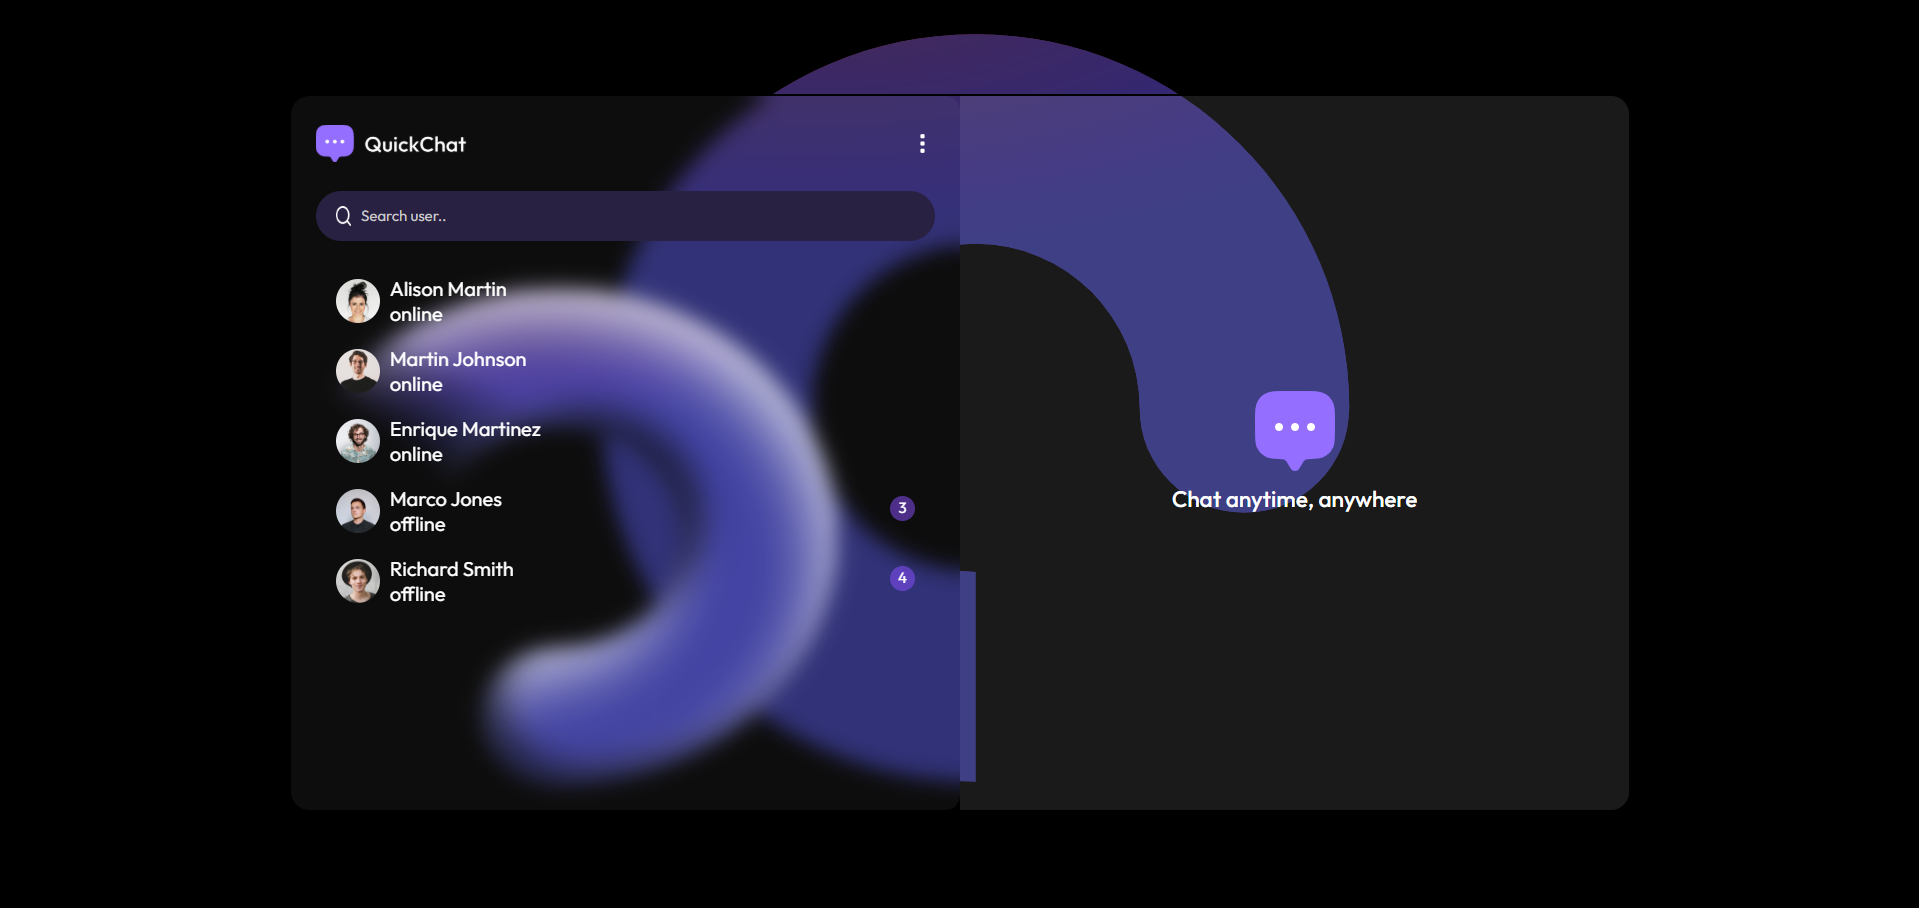 QuickChat
Search user..
Alison Martin
online
Martin Johnson
online
Enrique Martinez
online
Marco Jones
offline
3
Richard Smith
offline
4
Chat anytime, anywhere